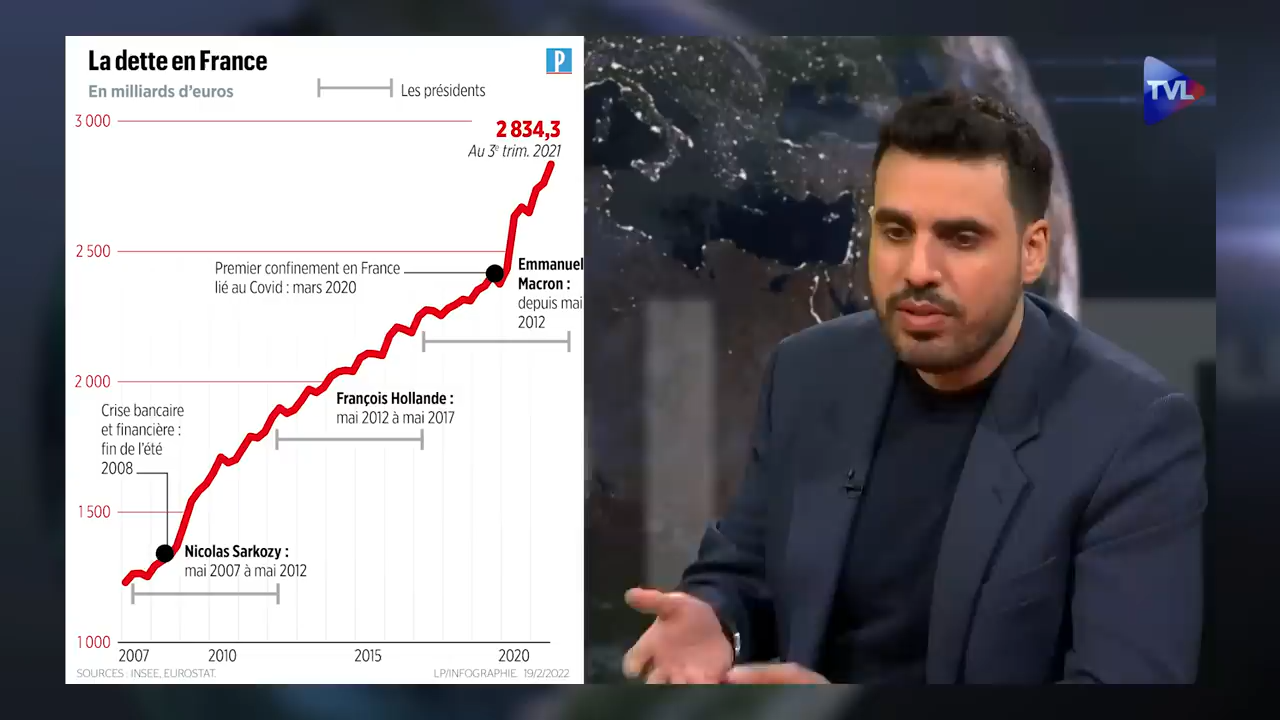 La dette en France
P
En milliards d'euros
Les présidents
3 000
2 834,3
Au 3e trim. 2021
2 500
Premier confinement en France
lié au Covid : mars 2020
Emmanuel
Macron :
depuis mai
2012
2 000
François Hollande :
mai 2012 à mai 2017
Crise bancaire
et financière :
fin de l'été
2008
1 500
Nicolas Sarkozy :
mai 2007 à mai 2012
1 000
2007 2010 2015 2020
SOURCES : INSEE, EUROSTAT. LP/INFOGRAPHIE. 19/2/2022
TVL